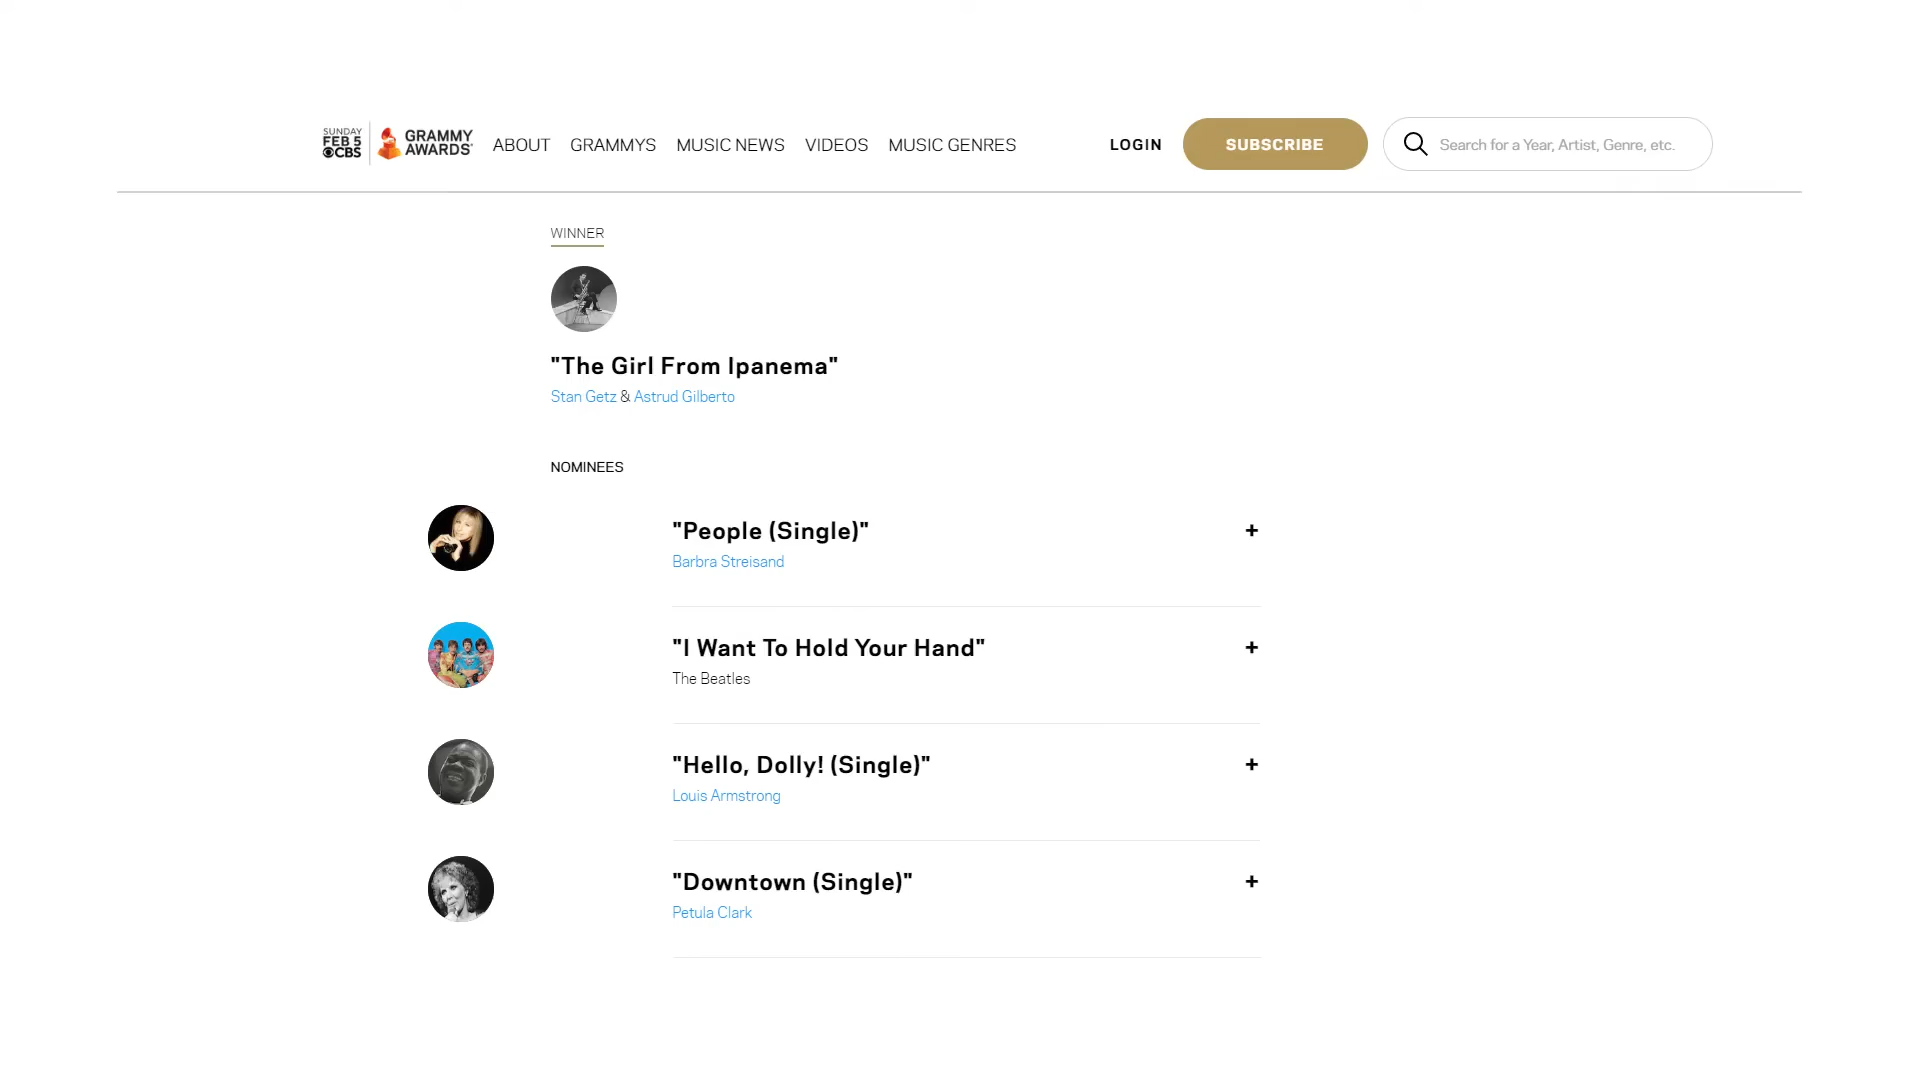 SUNDAY
FEB 5
CBS
GRAMMY
AWARDS
ABOUT GRAMMYS MUSIC NEWS VIDEOS MUSIC GENRES LOGIN SUBSCRIBE Search for a Year, Artist, Genre, etc.
WINNER
"The Girl From Ipanema"
Stan Getz & Astrud Gilberto
NOMINEES
"People (Single)" +
Barbra Streisand
"I Want To Hold Your Hand" +
The Beatles
"Hello, Dolly! (Single)" +
Louis Armstrong
"Downtown (Single)" +
Petula Clark